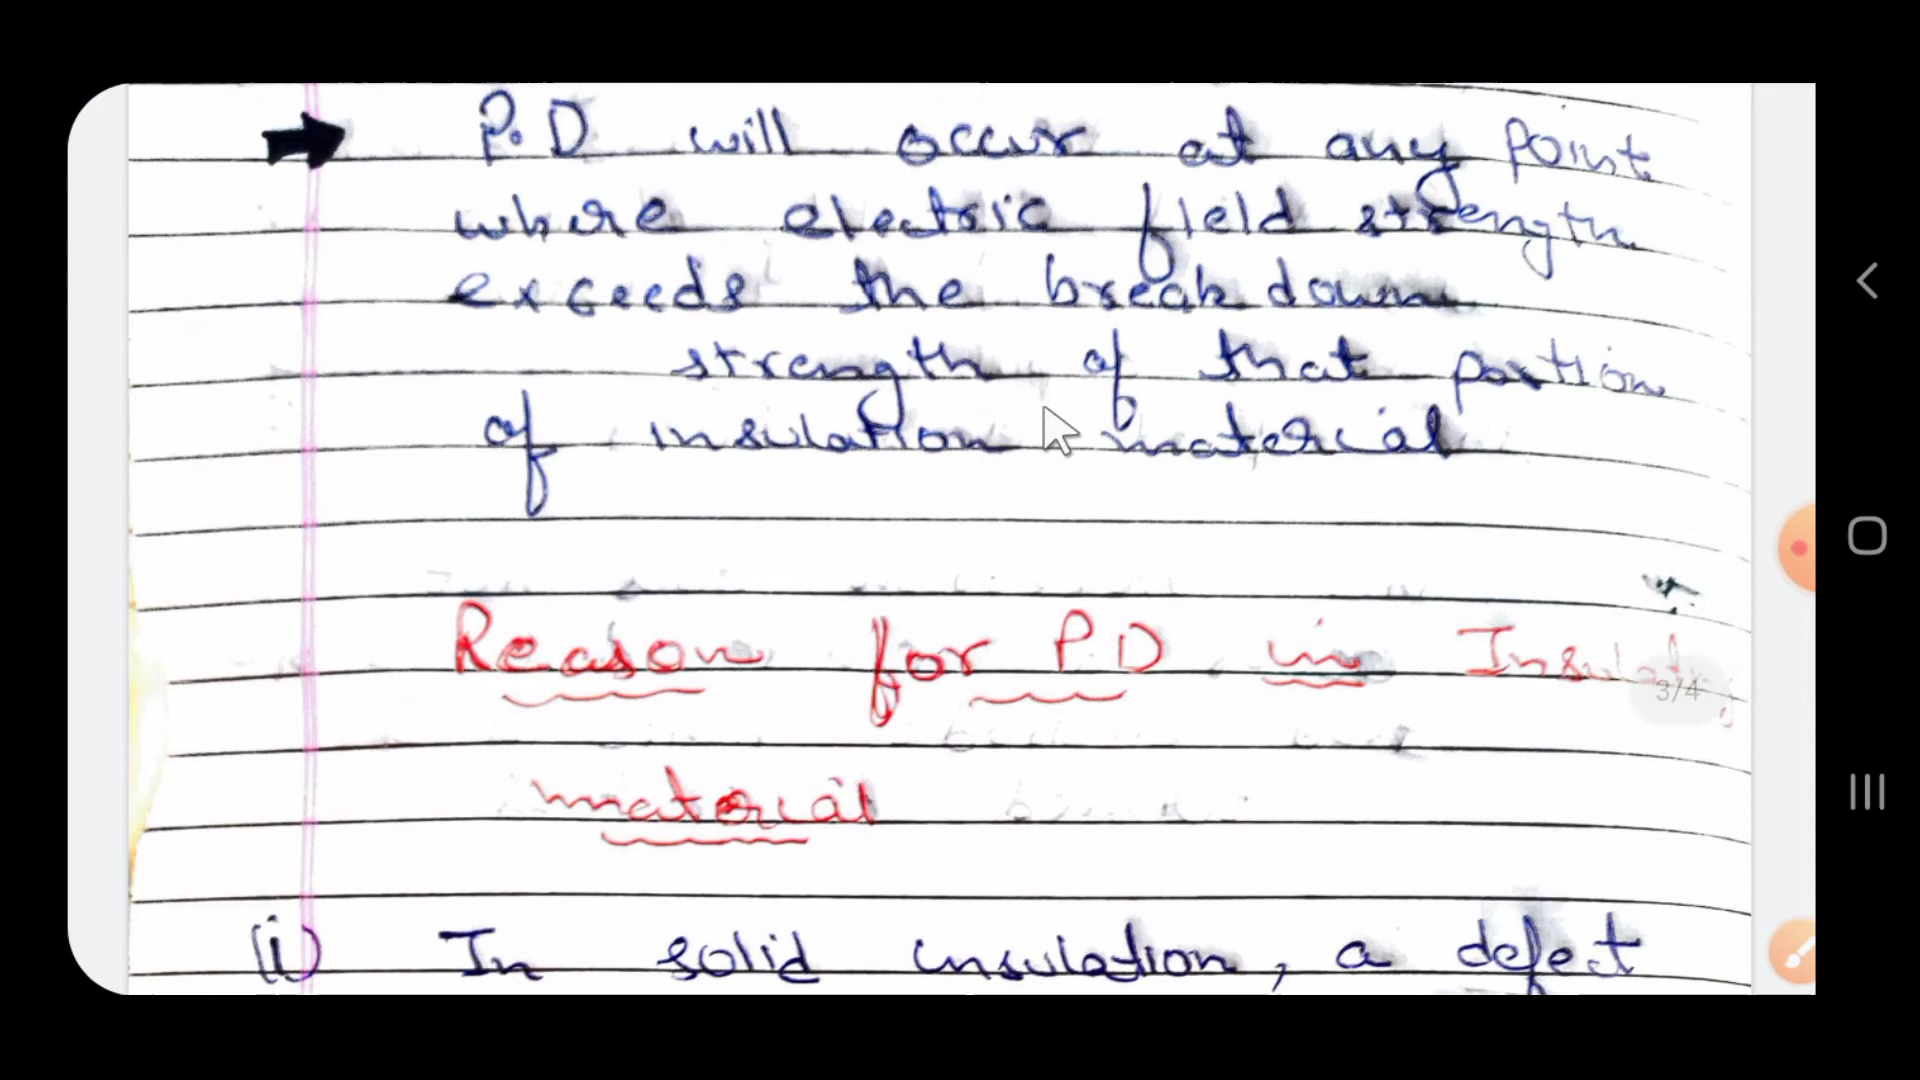 P.D will occur at any point
where electric field strength
exceeds the break down
strength of that portion
of insulation material
Reason for P.D in
3/4
material
(i) In solid insulation, a defect